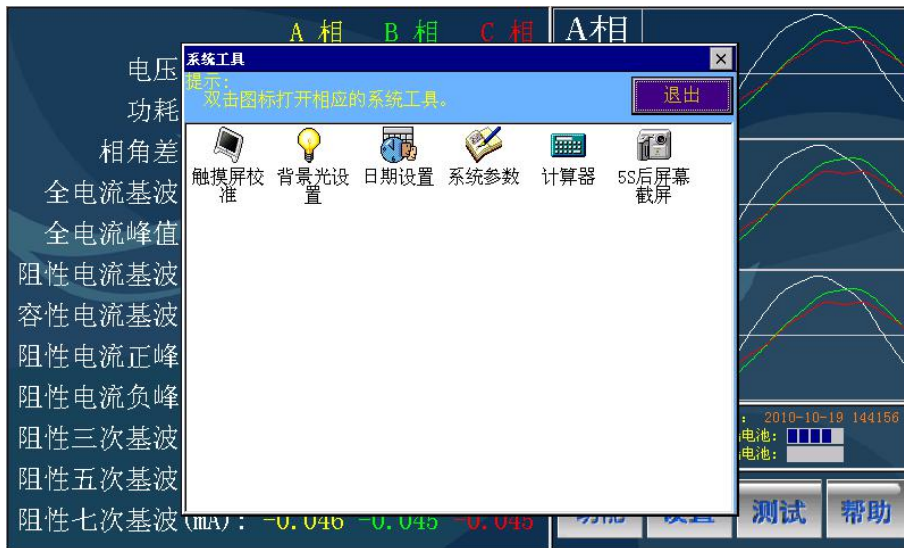 A 相 B 相 C 相
A相
电压
功耗
相角差
全电流基波
全电流峰值
阻性电流基波
容性电流基波
阻性电流正峰
阻性电流负峰
阻性三次基波
阻性五次基波
阻性七次基波(mA): -0.046 -0.045 -0.045
系统工具
提示:
双击图标打开相应的系统工具。
退出
触摸屏校
准
背景光设
置
日期设置
系统参数
计算器
5S后屏幕
截屏
: 2010-10-19 144156
电池:
电池:
功能 设置 测试 帮助